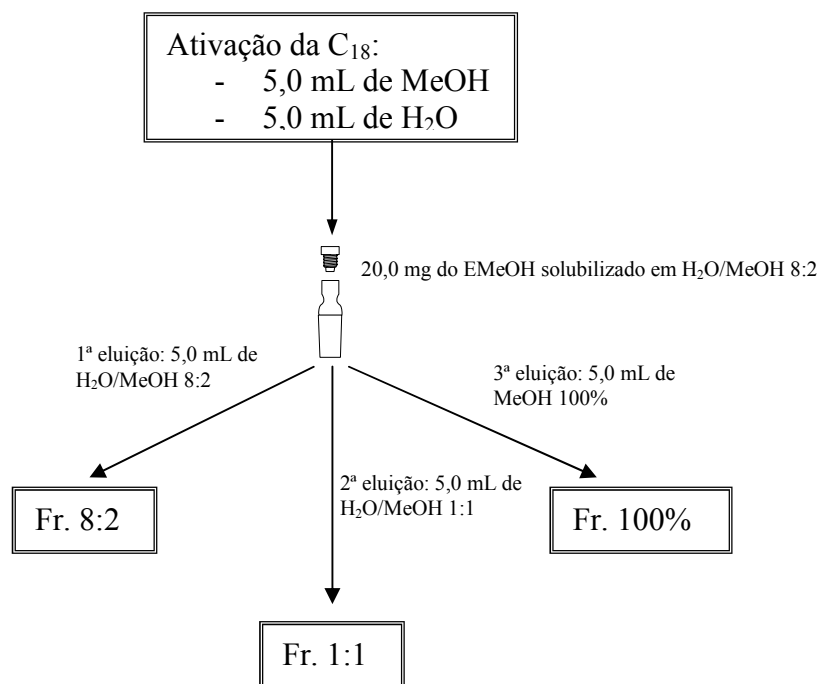 Ativação da C₁₈:
- 5,0 mL de MeOH
- 5,0 mL de H₂O
20,0 mg do EMeOH solubilizado em H₂O/MeOH 8:2
1ª eluição: 5,0 mL de
H₂O/MeOH 8:2
3ª eluição: 5,0 mL de
MeOH 100%
2ª eluição: 5,0 mL de
H₂O/MeOH 1:1
Fr. 8:2
Fr. 100%
Fr. 1:1